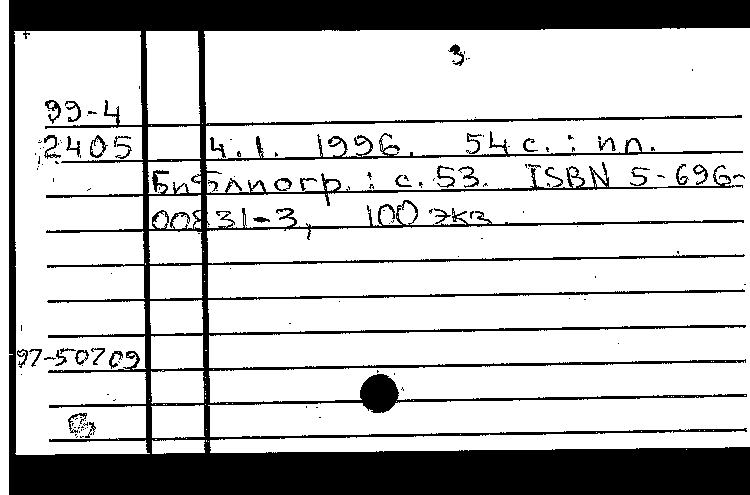 3
99-4
2405 Ч.1. 1996. 54 с. : ил.
Библиогр.: с. 53. ISBN 5-696-
00831-3, 100 экз
97-50709